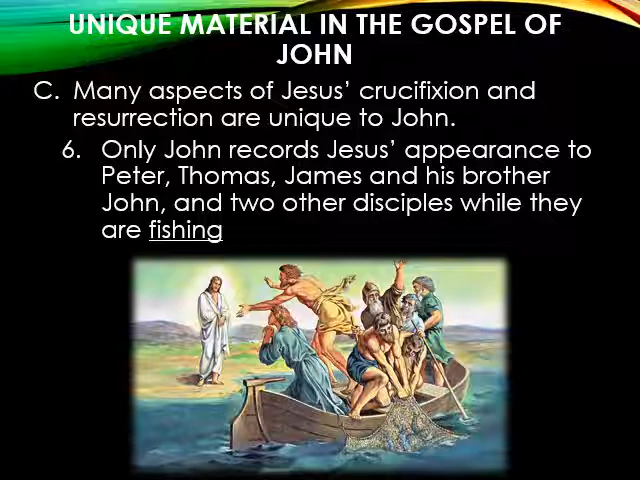 UNIQUE MATERIAL IN THE GOSPEL OF
JOHN
C. Many aspects of Jesus’ crucifixion and
resurrection are unique to John.
6. Only John records Jesus’ appearance to
Peter, Thomas, James and his brother
John, and two other disciples while they
are fishing